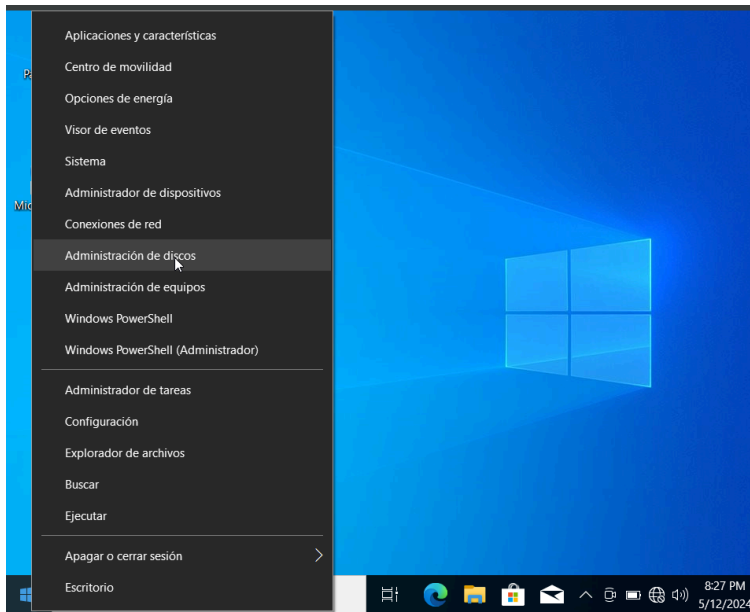 Aplicaciones y características
Centro de movilidad
Opciones de energía
Visor de eventos
Sistema
Administrador de dispositivos
Conexiones de red
Administración de discos
Administración de equipos
Windows PowerShell
Windows PowerShell (Administrador)
Administrador de tareas
Configuración
Explorador de archivos
Buscar
Ejecutar
Apagar o cerrar sesión
Escritorio
8:27 PM
5/12/2024